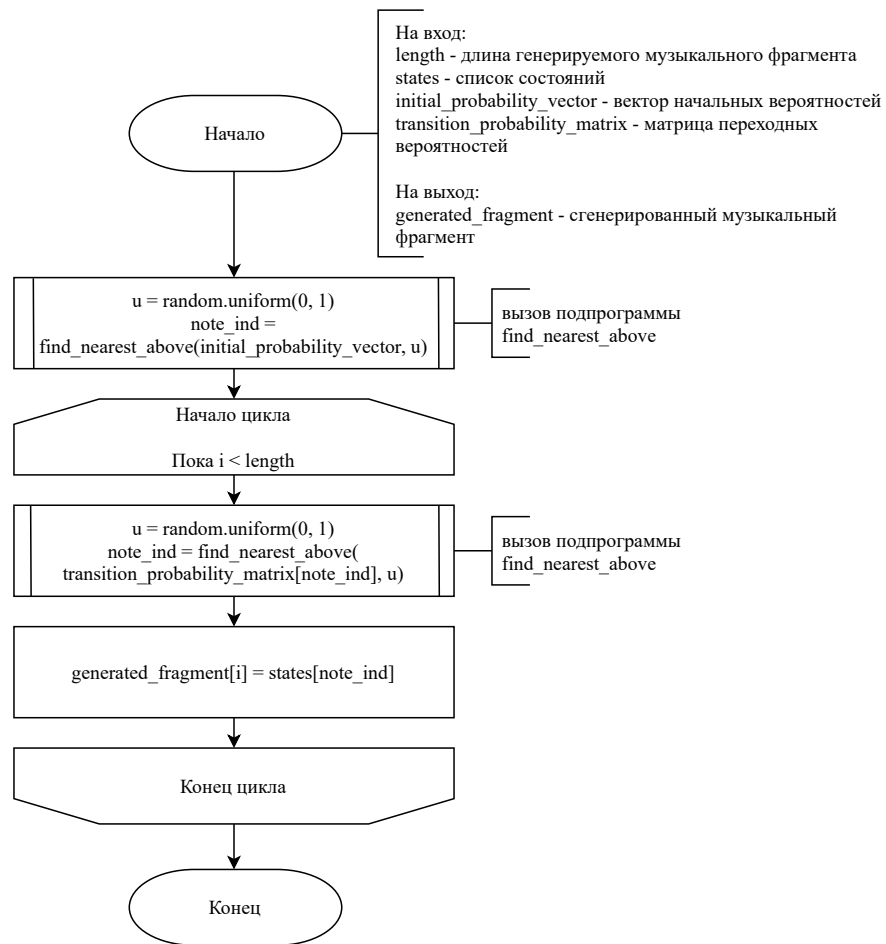 На вход:
length - длина генерируемого музыкального фрагмента
states - список состояний
initial_probability_vector - вектор начальных вероятностей
transition_probability_matrix - матрица переходных
вероятностей
На выход:
generated_fragment - сгенерированный музыкальный
фрагмент
Начало
u = random.uniform(0, 1)
note_ind =
find_nearest_above(initial_probability_vector, u)
вызов подпрограммы
find_nearest_above
Начало цикла
Пока i < length
u = random.uniform(0, 1)
note_ind = find_nearest_above(
transition_probability_matrix[note_ind], u)
вызов подпрограммы
find_nearest_above
generated_fragment[i] = states[note_ind]
Конец цикла
Конец